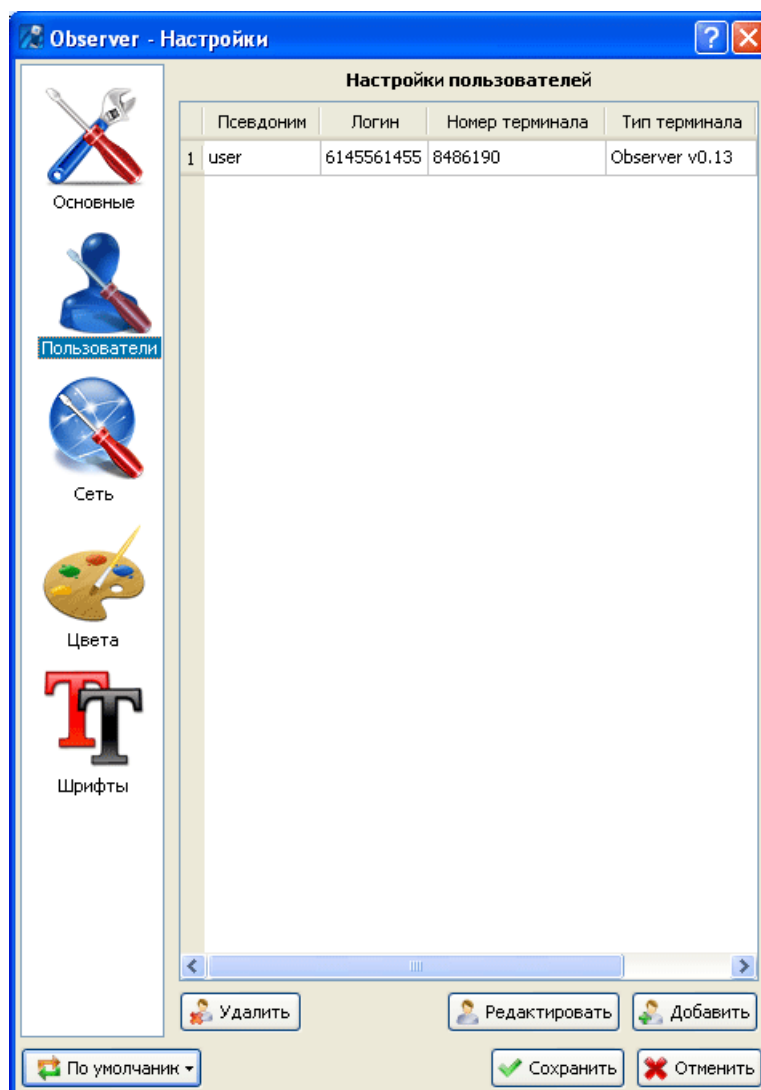 Observer - Настройки
Настройки пользователей
Псевдоним Логин Номер терминала Тип терминала
1 user 6145561455 8486190 Observer v0.13
Основные
Пользователи
Сеть
Цвета
Шрифты
Удалить Редактировать Добавить
По умолчанию Сохранить Отменить